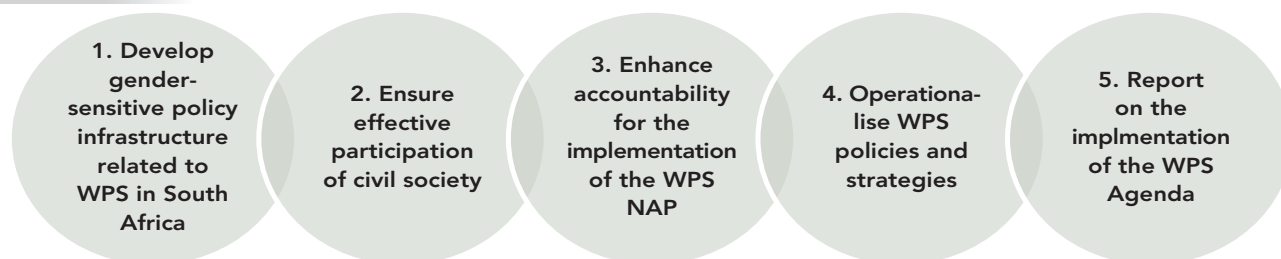 1. Develop
gender-
sensitive policy
infrastructure
related to
WPS in South
Africa
2. Ensure
effective
participation
of civil society
3. Enhance
accountability
for the
implementation
of the WPS
NAP
4. Operationa-
lise WPS
policies and
strategies
5. Report
on the
implmentation
of the WPS
Agenda